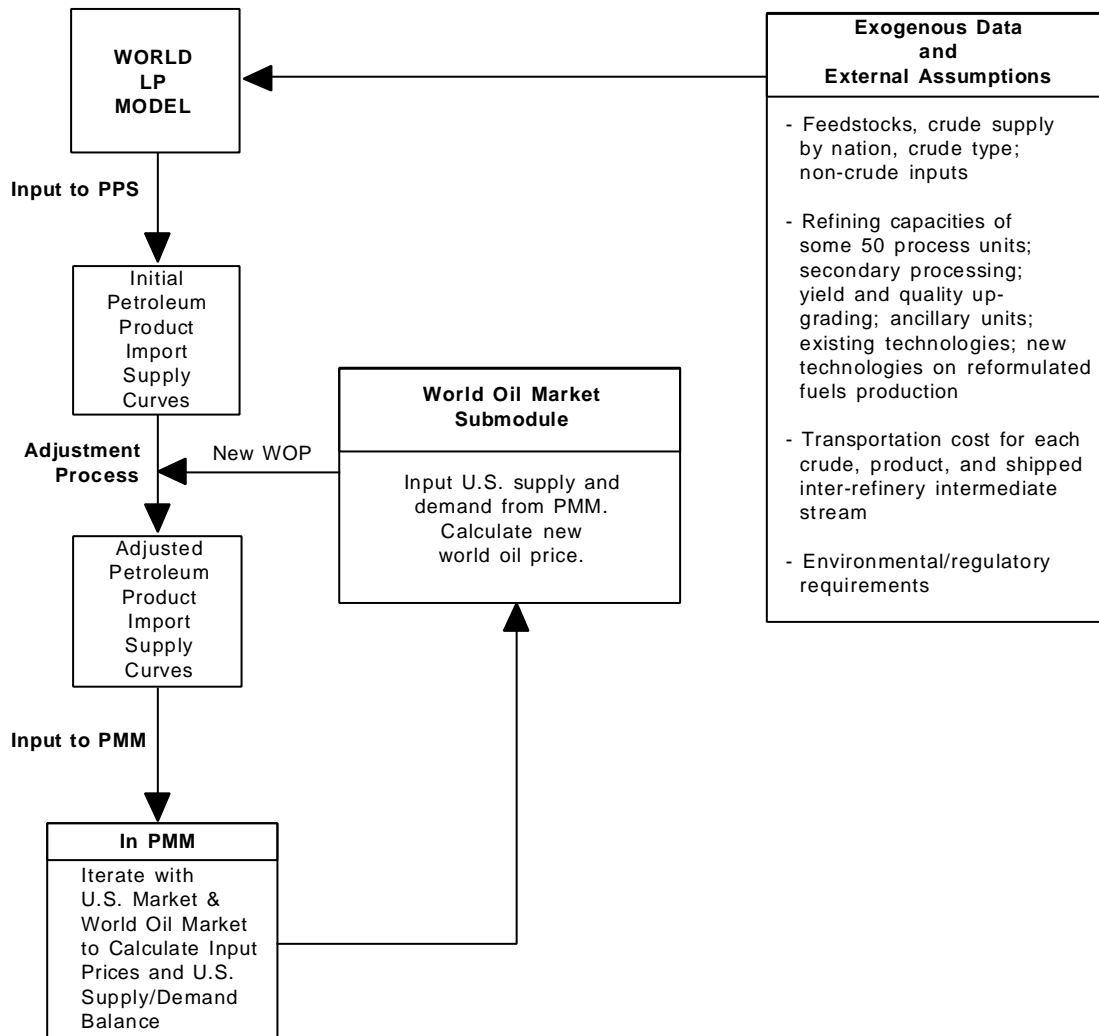 WORLD
LP
MODEL
Exogenous Data
and
External Assumptions
- Feedstocks, crude supply
by nation, crude type;
non-crude inputs
- Refining capacities of
some 50 process units;
secondary processing;
yield and quality up-
grading; ancillary units;
existing technologies; new
technologies on reformulated
fuels production
- Transportation cost for each
crude, product, and shipped
inter-refinery intermediate
stream
- Environmental/regulatory
requirements
Input to PPS
Initial
Petroleum
Product
Import
Supply
Curves
Adjustment
Process
New WOP
World Oil Market
Submodule
Input U.S. supply and
demand from PMM.
Calculate new
world oil price.
Adjusted
Petroleum
Product
Import
Supply
Curves
Input to PMM
In PMM
Iterate with
U.S. Market &
World Oil Market
to Calculate Input
Prices and U.S.
Supply/Demand
Balance